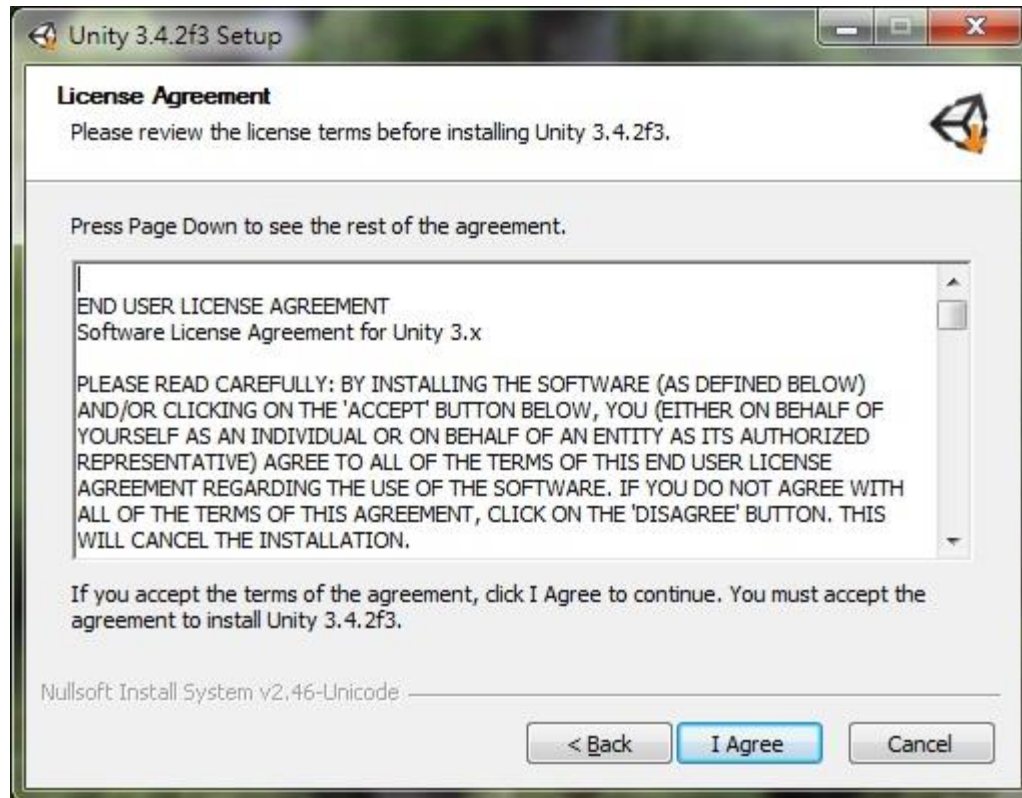 Unity 3.4.2f3 Setup
License Agreement
Please review the license terms before installing Unity 3.4.2f3.
Press Page Down to see the rest of the agreement.
END USER LICENSE AGREEMENT
Software License Agreement for Unity 3.x
PLEASE READ CAREFULLY: BY INSTALLING THE SOFTWARE (AS DEFINED BELOW)
AND/OR CLICKING ON THE 'ACCEPT' BUTTON BELOW, YOU (EITHER ON BEHALF OF
YOURSELF AS AN INDIVIDUAL OR ON BEHALF OF AN ENTITY AS ITS AUTHORIZED
REPRESENTATIVE) AGREE TO ALL OF THE TERMS OF THIS END USER LICENSE
AGREEMENT REGARDING THE USE OF THE SOFTWARE. IF YOU DO NOT AGREE WITH
ALL OF THE TERMS OF THIS AGREEMENT, CLICK ON THE 'DISAGREE' BUTTON. THIS
WILL CANCEL THE INSTALLATION.
If you accept the terms of the agreement, click I Agree to continue. You must accept the
agreement to install Unity 3.4.2f3.
Nullsoft Install System v2.46-Unicode
< Back I Agree Cancel